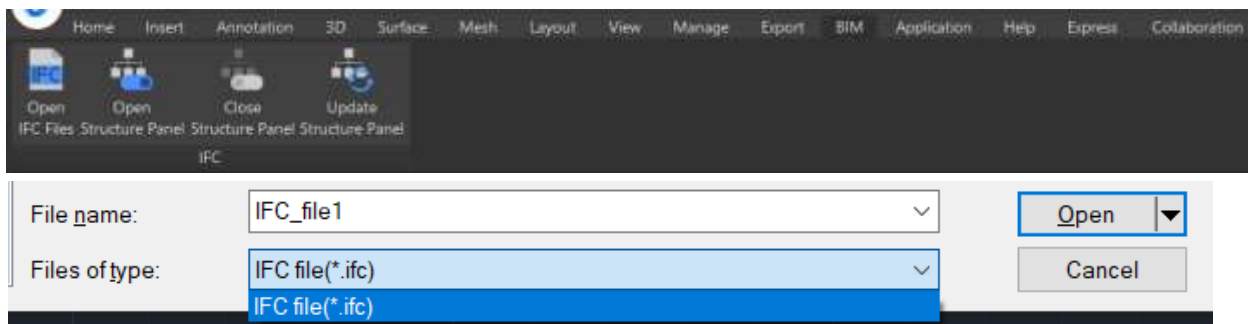 Home Insert Annotation 3D Surface Mesh Layout View Manage Export BIM Application Help Express Collaboration
IFC
Open Open Close Update
IFC Files Structure Panel Structure Panel Structure Panel
IFC
File name: IFC_file1 Open
Files of type: IFC file(*.ifc) Cancel
IFC file(*.ifc)